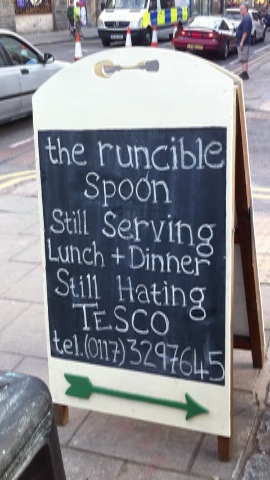 the runcible
Spoon
Still Serving
Lunch + Dinner
Still Hating
TESCO
tel.(0117)3297645